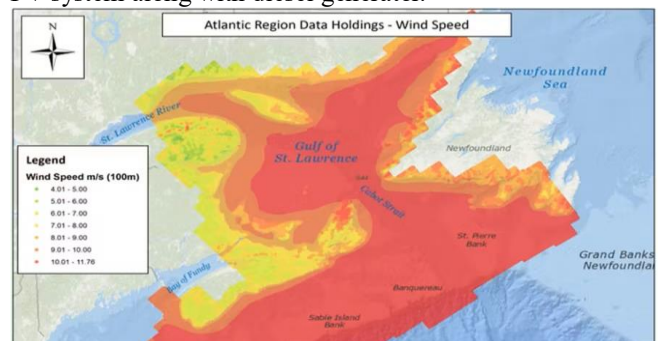 PV system along with diesel generator.
Atlantic Region Data Holdings - Wind Speed
N
Newfoundland
Sea
St. Lawrence River
Gulf of
St. Lawrence
Newfoundland
Legend
Wind Speed m/s (100m)
4.01 - 5.00
5.01 - 6.00
6.01 - 7.00
7.01 - 8.00
8.01 - 9.00
9.01 - 10.00
10.01 - 11.76
Cabot Strait
St. Pierre
Bank
Grand Banks
Newfoundlan
Bay of Fundy
Banquereau
Sable Island
Bank